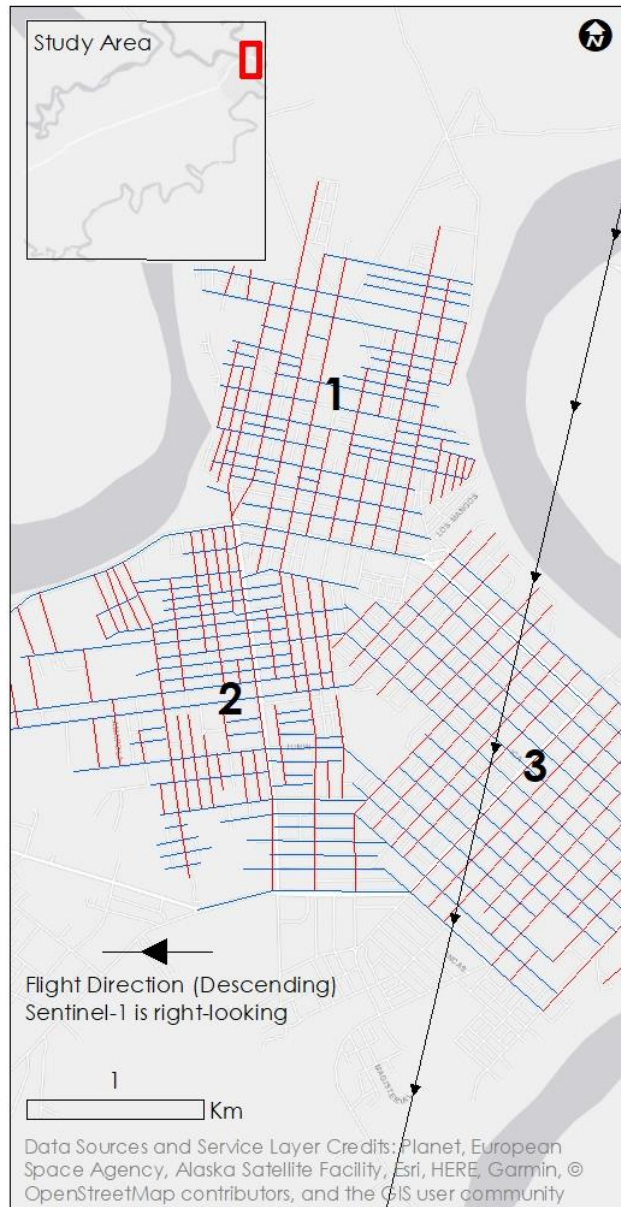 Study Area
N
1
LOS MANGOS
2
3
Flight Direction (Descending)
Sentinel-1 is right-looking
1
Km
Data Sources and Service Layer Credits: Planet, European
Space Agency, Alaska Satellite Facility, Esri, HERE, Garmin, ©
OpenStreetMap contributors, and the GIS user community